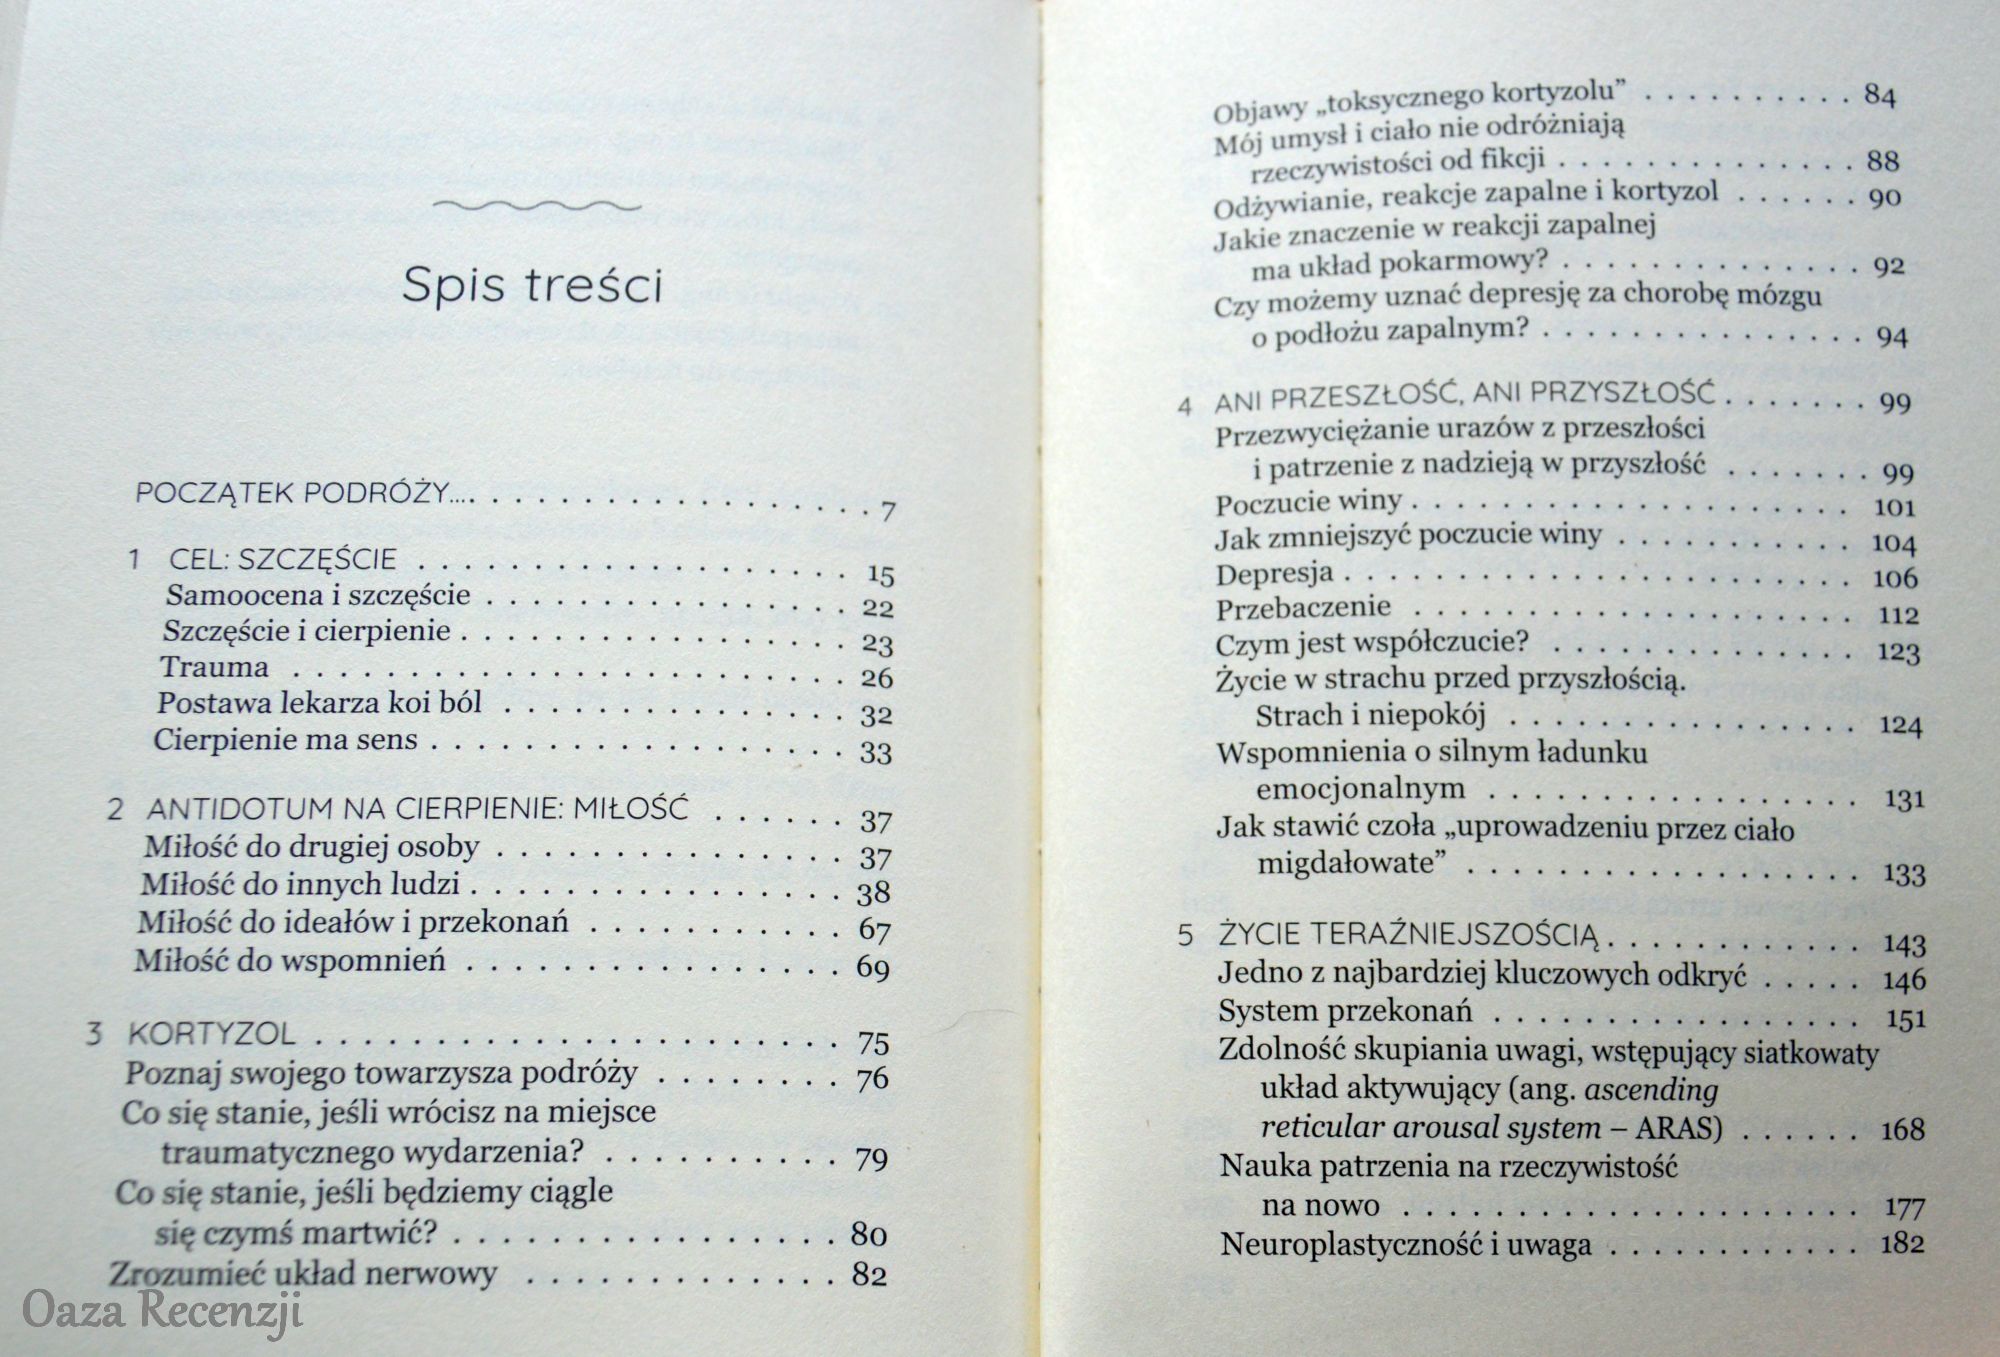 Spis treści
POCZĄTEK PODRÓŻY... . . . . . . . . . . . . . . . . . . 7
1 CEL: SZCZĘŚCIE . . . . . . . . . . . . . . . . . . . 15
Samoocena i szczęście . . . . . . . . . . . . . . . . 22
Szczęście i cierpienie . . . . . . . . . . . . . . . . . 23
Trauma . . . . . . . . . . . . . . . . . . . . . . . . 26
Postawa lekarza koi ból . . . . . . . . . . . . . . . 32
Cierpienie ma sens . . . . . . . . . . . . . . . . . . 33
2 ANTIDOTUM NA CIERPIENIE: MIŁOŚĆ . . . . . . 37
Miłość do drugiej osoby . . . . . . . . . . . . . . . 37
Miłość do innych ludzi . . . . . . . . . . . . . . . . 38
Miłość do ideałów i przekonań . . . . . . . . . . . 67
Miłość do wspomnień . . . . . . . . . . . . . . . . 69
3 KORTYZOL . . . . . . . . . . . . . . . . . . . . . . . 75
Poznaj swojego towarzysza podróży . . . . . . . . 76
Co się stanie, jeśli wrócisz na miejsce
traumatycznego wydarzenia? . . . . . . . . . . 79
Co się stanie, jeśli będziemy ciągle
się czymś martwić? . . . . . . . . . . . . . . . . . 80
Zrozumieć układ nerwowy . . . . . . . . . . . . . . 82
Objawy „toksycznego kortyzolu” . . . . . . . . . . 84
Mój umysł i ciało nie odróżniają
rzeczywistości od fikcji . . . . . . . . . . . . . . 88
Odżywianie, reakcje zapalne i kortyzol . . . . . . 90
Jakie znaczenie w reakcji zapalnej
ma układ pokarmowy? . . . . . . . . . . . . . . 92
Czy możemy uznać depresję za chorobę mózgu
o podłożu zapalnym? . . . . . . . . . . . . . . . 94
4 ANI PRZESZŁOŚĆ, ANI PRZYSZŁOŚĆ . . . . . . . 99
Przezwyciężanie urazów z przeszłości
i patrzenie z nadzieją w przyszłość . . . . . . . 99
Poczucie winy . . . . . . . . . . . . . . . . . . . . 101
Jak zmniejszyć poczucie winy . . . . . . . . . . . 104
Depresja . . . . . . . . . . . . . . . . . . . . . . . 106
Przebaczenie . . . . . . . . . . . . . . . . . . . . 112
Czym jest współczucie? . . . . . . . . . . . . . . 123
Życie w strachu przed przyszłością.
Strach i niepokój . . . . . . . . . . . . . . . . 124
Wspomnienia o silnym ładunku
emocjonalnym . . . . . . . . . . . . . . . . . 131
Jak stawić czoła „uprowadzeniu przez ciało
migdałowate” . . . . . . . . . . . . . . . . . . 133
5 ŻYCIE TERAŹNIEJSZOŚCIĄ . . . . . . . . . . . . 143
Jedno z najbardziej kluczowych odkryć . . . . . 146
System przekonań . . . . . . . . . . . . . . . . . 151
Zdolność skupiania uwagi, wstępujący siatkowaty
układ aktywujący (ang. ascending
reticular arousal system – ARAS) . . . . . . 168
Nauka patrzenia na rzeczywistość
na nowo . . . . . . . . . . . . . . . . . . . . 177
Neuroplastyczność i uwaga . . . . . . . . . . . . 182
Oaza Recenzji